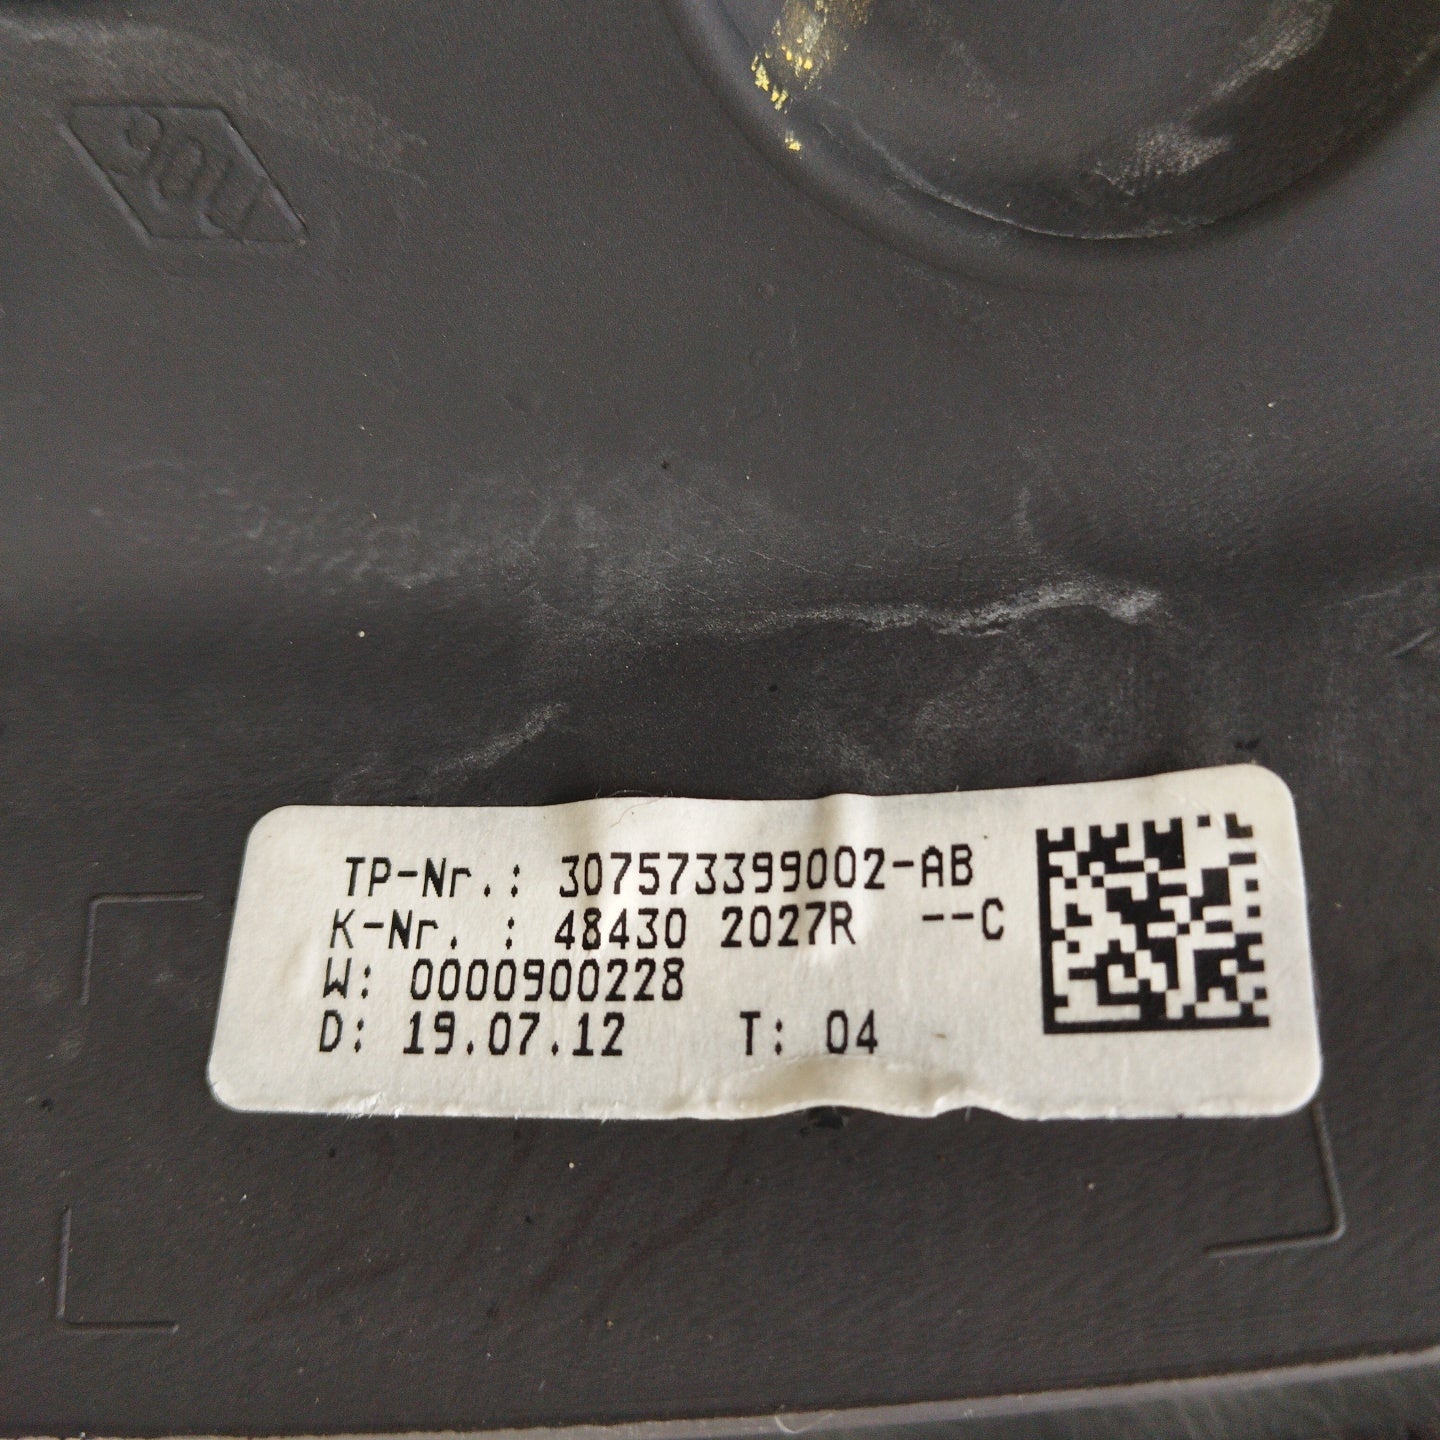 TP-Nr.: 307573399002-AB
K-Nr. : 48430 2027R --C
W: 0000900228
D: 19.07.12 T: 04